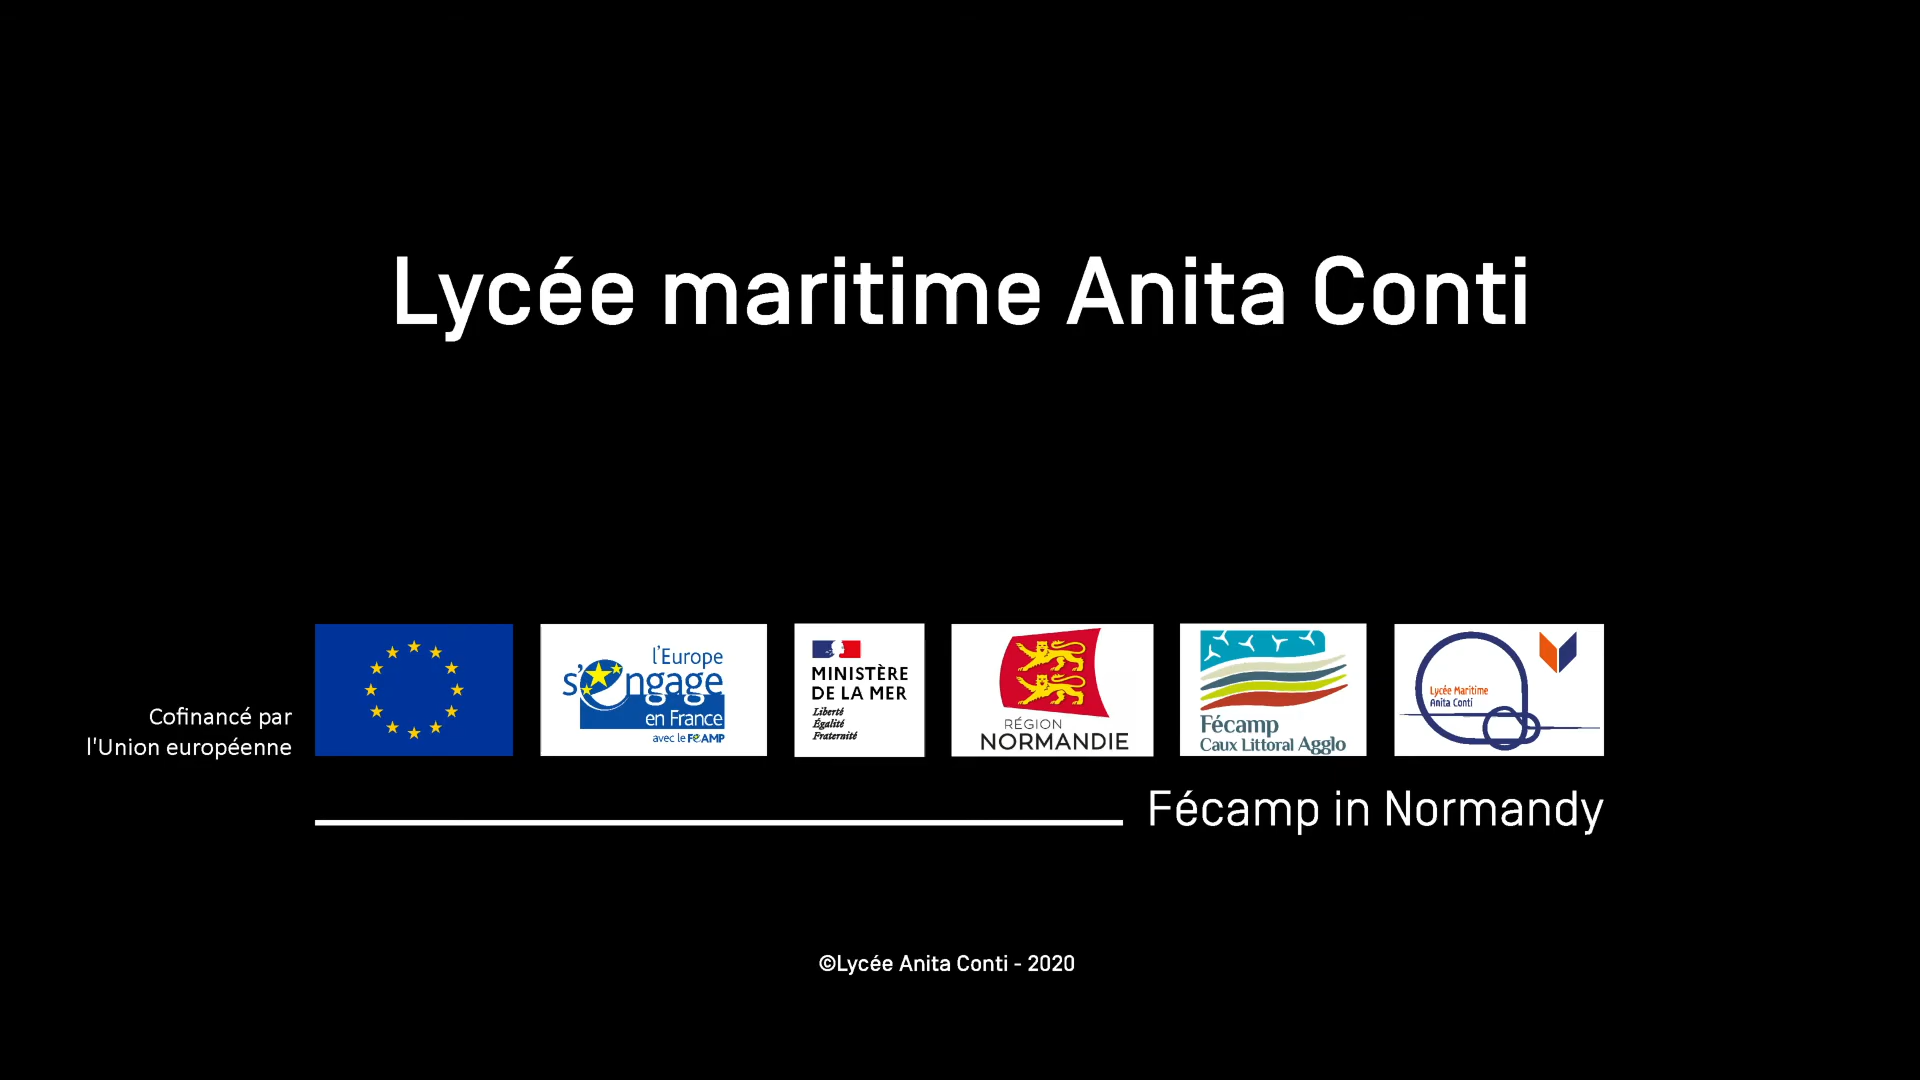 Lycée maritime Anita Conti
Cofinancé par
l'Union européenne
l'Europe
s'engage
en France
avec le FEAMP
MINISTÈRE
DE LA MER
Liberté
Égalité
Fraternité
RÉGION
NORMANDIE
Fécamp
Caux Littoral Agglo
Lycée Maritime
Anita Conti
Fécamp in Normandy
©Lycée Anita Conti - 2020